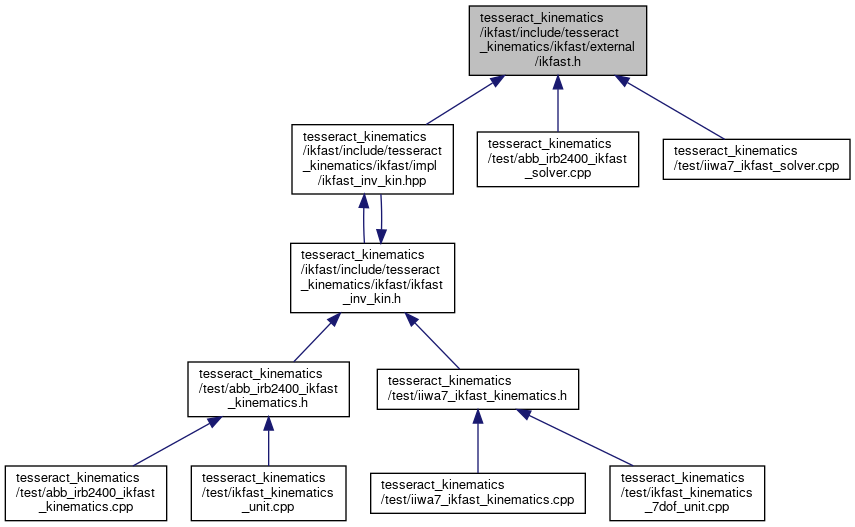 tesseract_kinematics
/ikfast/include/tesseract
_kinematics/ikfast/external
/ikfast.h
tesseract_kinematics
/ikfast/include/tesseract
_kinematics/ikfast/impl
/ikfast_inv_kin.hpp
tesseract_kinematics
/test/abb_irb2400_ikfast
_solver.cpp
tesseract_kinematics
/test/iiwa7_ikfast_solver.cpp
tesseract_kinematics
/ikfast/include/tesseract
_kinematics/ikfast/ikfast
_inv_kin.h
tesseract_kinematics
/test/abb_irb2400_ikfast
_kinematics.h
tesseract_kinematics
/test/iiwa7_ikfast_kinematics.h
tesseract_kinematics
/test/abb_irb2400_ikfast
_kinematics.cpp
tesseract_kinematics
/test/ikfast_kinematics
_unit.cpp
tesseract_kinematics
/test/iiwa7_ikfast_kinematics.cpp
tesseract_kinematics
/test/ikfast_kinematics
_7dof_unit.cpp